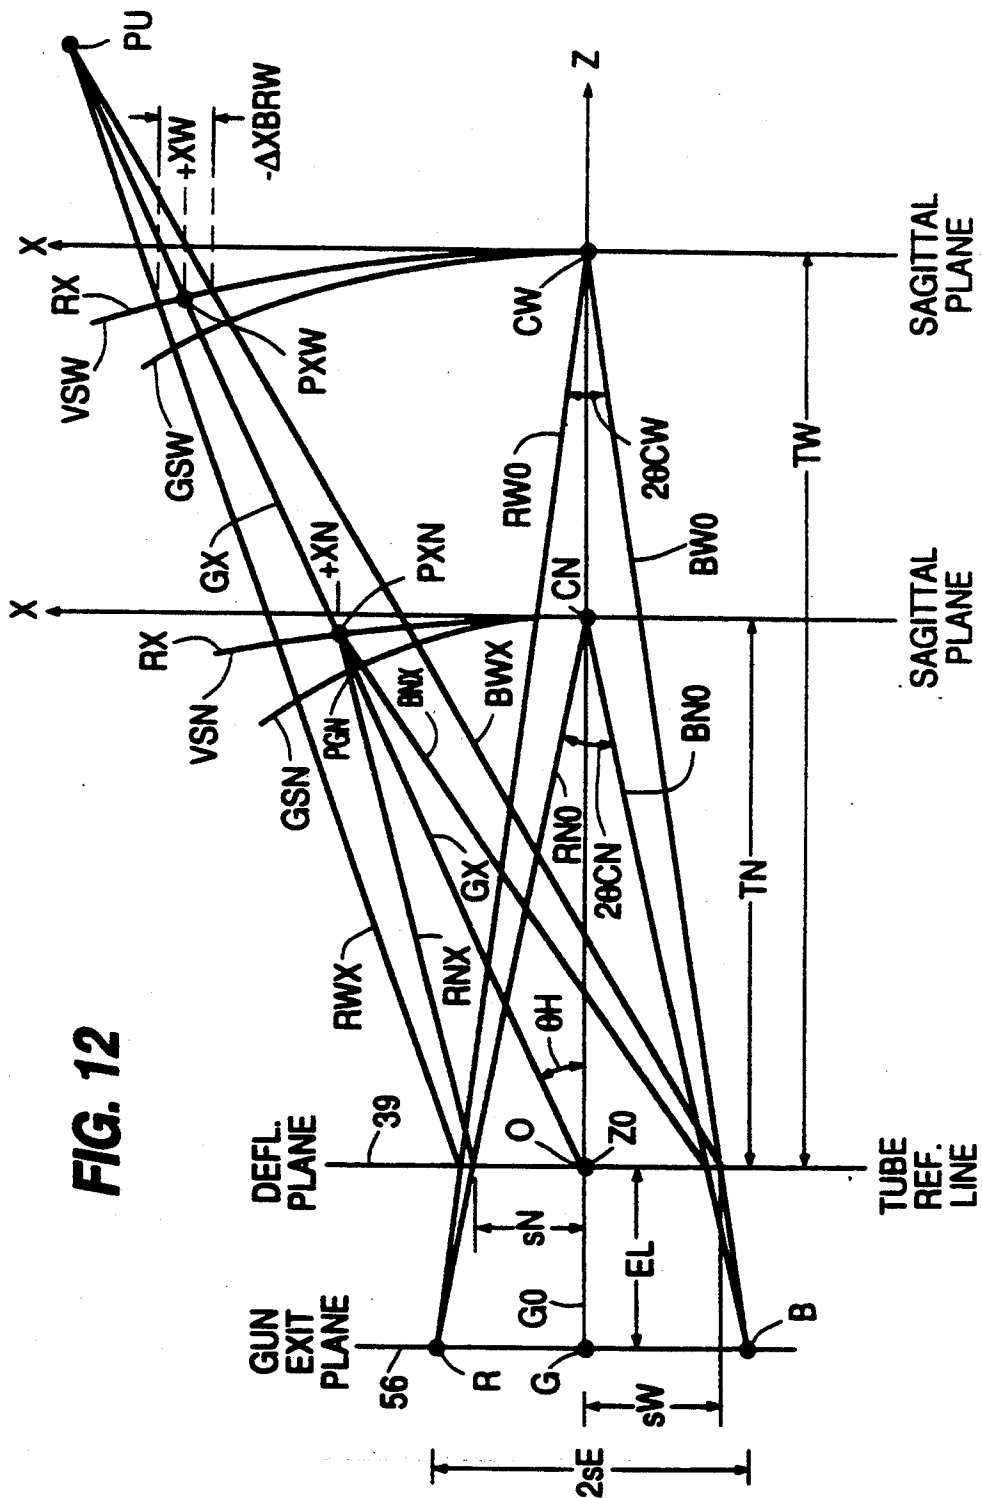 FIG. 12
PU
+XW
-ΔXBRW
X
RX
VSW
GSW
PXW
GX
Z
CW
SAGITTAL
PLANE
X
RX
VSN
GSN
PGN
+XN
PXN
BNX
BWX
CN
RW0
2θCW
BW0
TW
SAGITTAL
PLANE
GX
RWX
RNX
RN0
2θCN
BN0
TN
θH
DEFL.
PLANE
39
O
Z0
TUBE
REF.
LINE
sN
EL
G0
GUN
EXIT
PLANE
56
R
G
B
sW
2sE